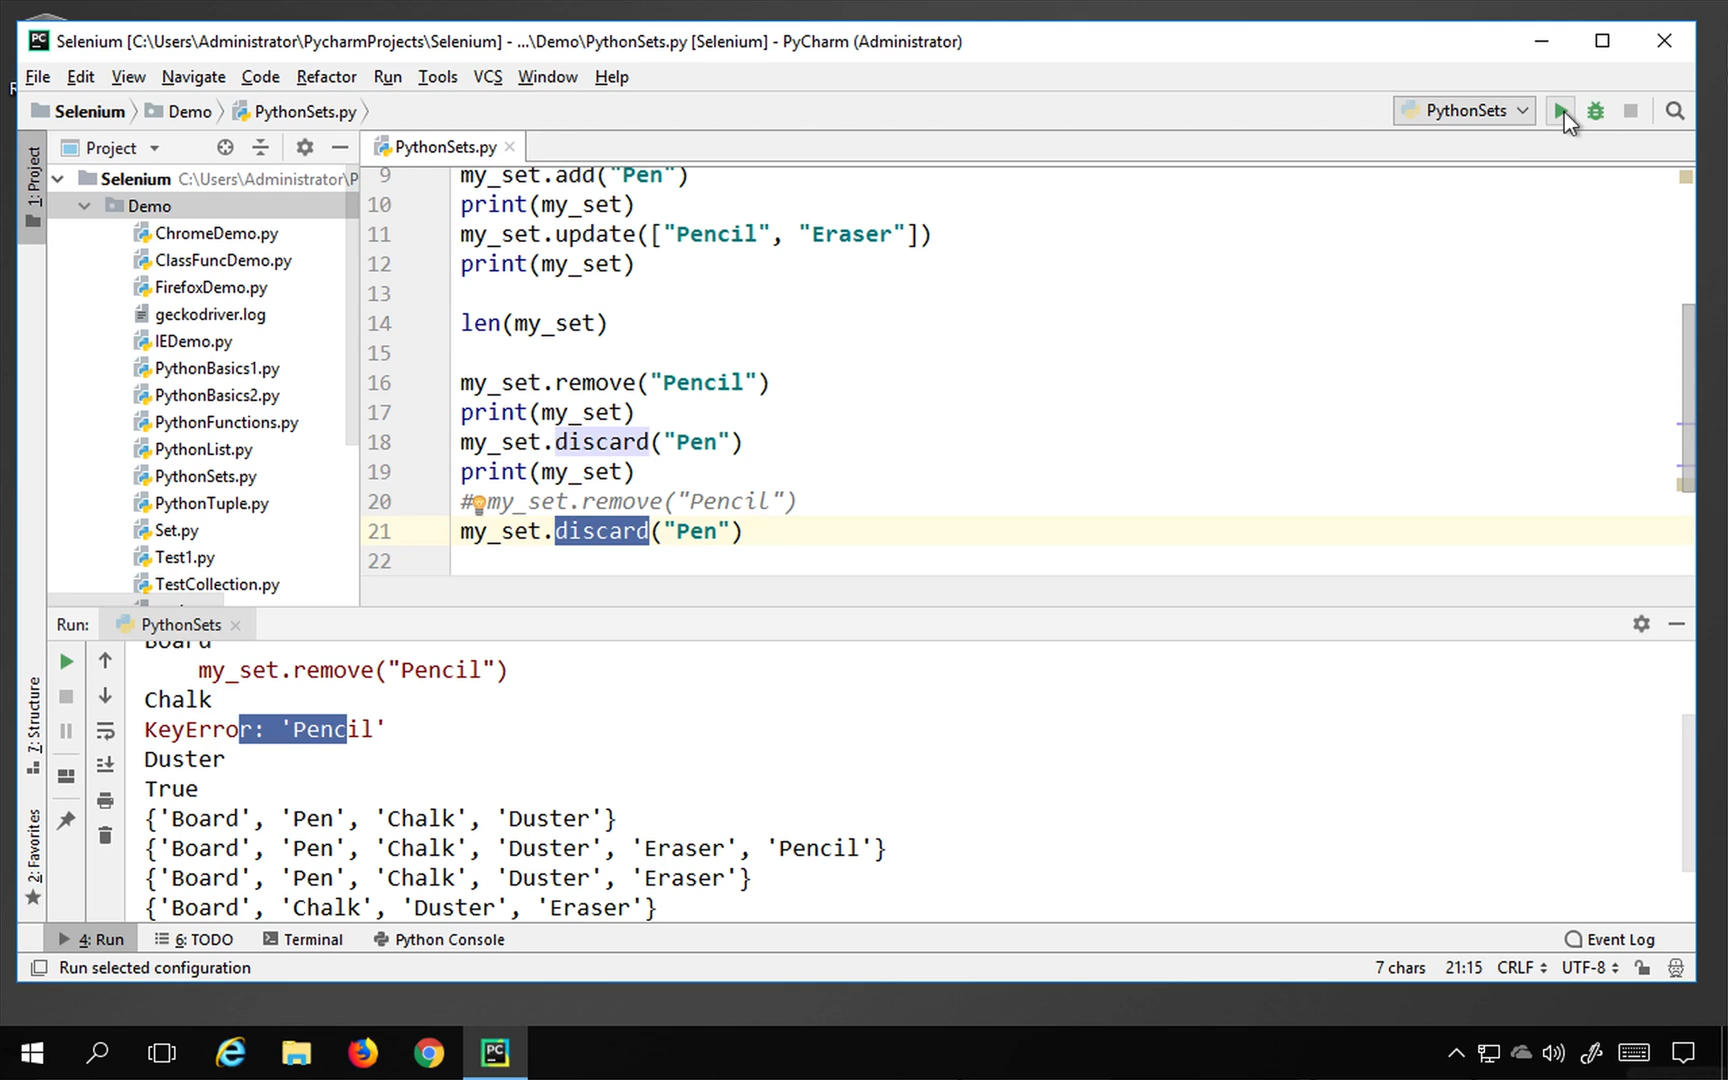 Selenium [C:\Users\Administrator\PycharmProjects\Selenium] - ...\Demo\PythonSets.py [Selenium] - PyCharm (Administrator)
File Edit View Navigate Code Refactor Run Tools VCS Window Help
Selenium Demo PythonSets.py PythonSets
Project PythonSets.py
1: Project
Selenium C:\Users\Administrator\P
Demo
ChromeDemo.py
ClassFuncDemo.py
FirefoxDemo.py
geckodriver.log
IEDemo.py
PythonBasics1.py
PythonBasics2.py
PythonFunctions.py
PythonList.py
PythonSets.py
PythonTuple.py
Set.py
Test1.py
TestCollection.py
9 my_set.add("Pen")
10 print(my_set)
11 my_set.update(["Pencil", "Eraser"])
12 print(my_set)
13
14 len(my_set)
15
16 my_set.remove("Pencil")
17 print(my_set)
18 my_set.discard("Pen")
19 print(my_set)
20 # my_set.remove("Pencil")
21 my_set.discard("Pen")
22
Run: PythonSets
Board
my_set.remove("Pencil")
Chalk
KeyError: 'Pencil'
Duster
True
{'Board', 'Pen', 'Chalk', 'Duster'}
{'Board', 'Pen', 'Chalk', 'Duster', 'Eraser', 'Pencil'}
{'Board', 'Pen', 'Chalk', 'Duster', 'Eraser'}
{'Board', 'Chalk', 'Duster', 'Eraser'}
7: Structure
2: Favorites
4: Run 6: TODO Terminal Python Console Event Log
Run selected configuration 7 chars 21:15 CRLF UTF-8